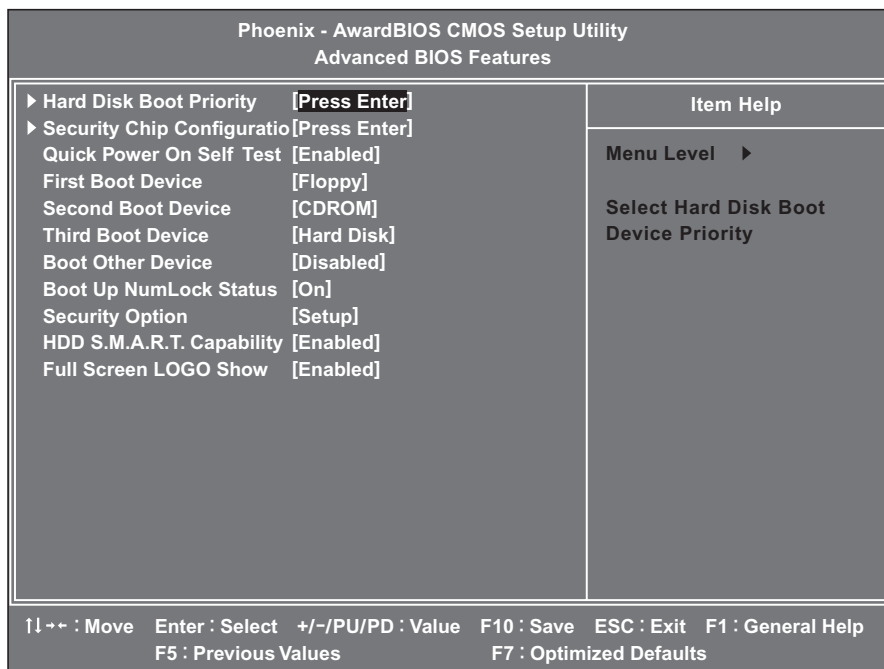 Phoenix - AwardBIOS CMOS Setup Utility
Advanced BIOS Features
▶ Hard Disk Boot Priority [Press Enter]
▶ Security Chip Configuratio[Press Enter]
Quick Power On Self Test [Enabled]
First Boot Device [Floppy]
Second Boot Device [CDROM]
Third Boot Device [Hard Disk]
Boot Other Device [Disabled]
Boot Up NumLock Status [On]
Security Option [Setup]
HDD S.M.A.R.T. Capability [Enabled]
Full Screen LOGO Show [Enabled]
Item Help
Menu Level ▶
Select Hard Disk Boot
Device Priority
↑↓→← : Move Enter : Select +/-/PU/PD : Value F10 : Save ESC : Exit F1 : General Help
F5 : Previous Values F7 : Optimized Defaults